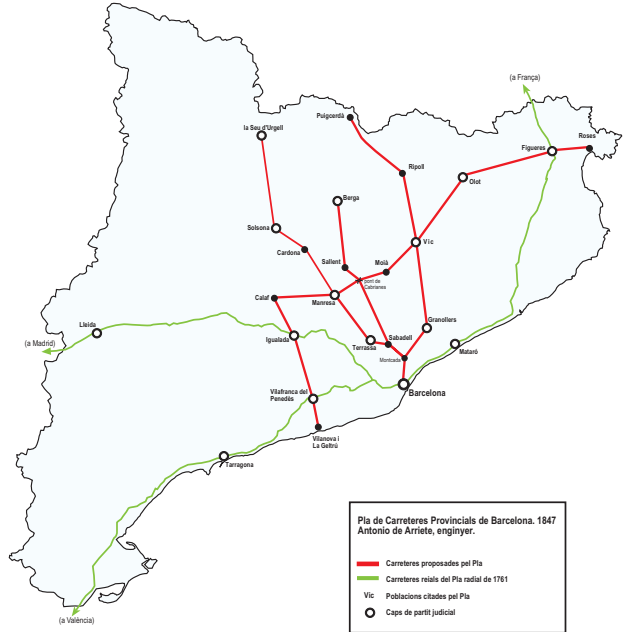 (a França)
Puigcerdà
la Seu d'Urgell
Roses
Figueres
Ripoll
Olot
Berga
Solsona
Vic
Cardona
Moià
Sallent
pont de
Cabrianes
Calaf
Manresa
Granollers
Lleida
(a Madrid)
Igualada
Terrassa
Sabadell
Mataró
Montcada
Barcelona
Vilafranca del
Penedès
Vilanova i
La Geltrú
Tarragona
(a València)
Pla de Carreteres Provincials de Barcelona. 1847
Antonio de Arriete, enginyer.
Carreteres proposades pel Pla
Carreteres reials del Pla radial de 1761
Vic Poblacions citades pel Pla
Caps de partit judicial